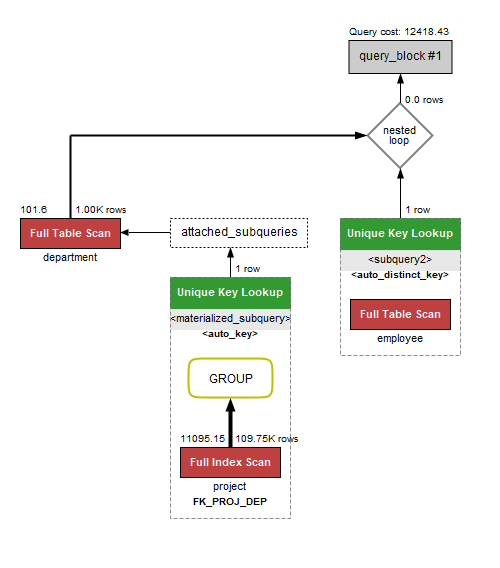 Query cost: 12418.43
query_block #1
0.0 rows
nested
loop
101.6
1.00K rows
Full Table Scan
department
attached_subqueries
1 row
Unique Key Lookup
<materialized_subquery>
<auto_key>
GROUP
11095.15
109.75K rows
Full Index Scan
project
FK_PROJ_DEP
1 row
Unique Key Lookup
<subquery2>
<auto_distinct_key>
Full Table Scan
employee